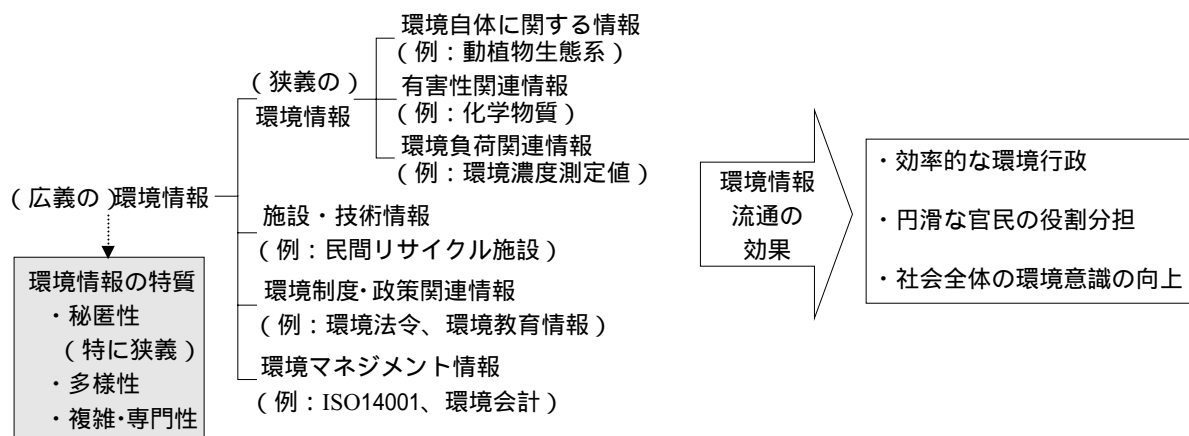 環境自体に関する情報
(例：動植物生態系)
(狭義の)
環境情報
有害性関連情報
(例：化学物質)
環境負荷関連情報
(例：環境濃度測定値)
(広義の)環境情報
施設・技術情報
(例：民間リサイクル施設)
環境制度･政策関連情報
(例：環境法令、環境教育情報)
環境マネジメント情報
(例：ISO14001、環境会計)
環境情報の特質
・秘匿性
(特に狭義)
・多様性
・複雑･専門性
環境情報
流通の
効果
・効率的な環境行政
・円滑な官民の役割分担
・社会全体の環境意識の向上